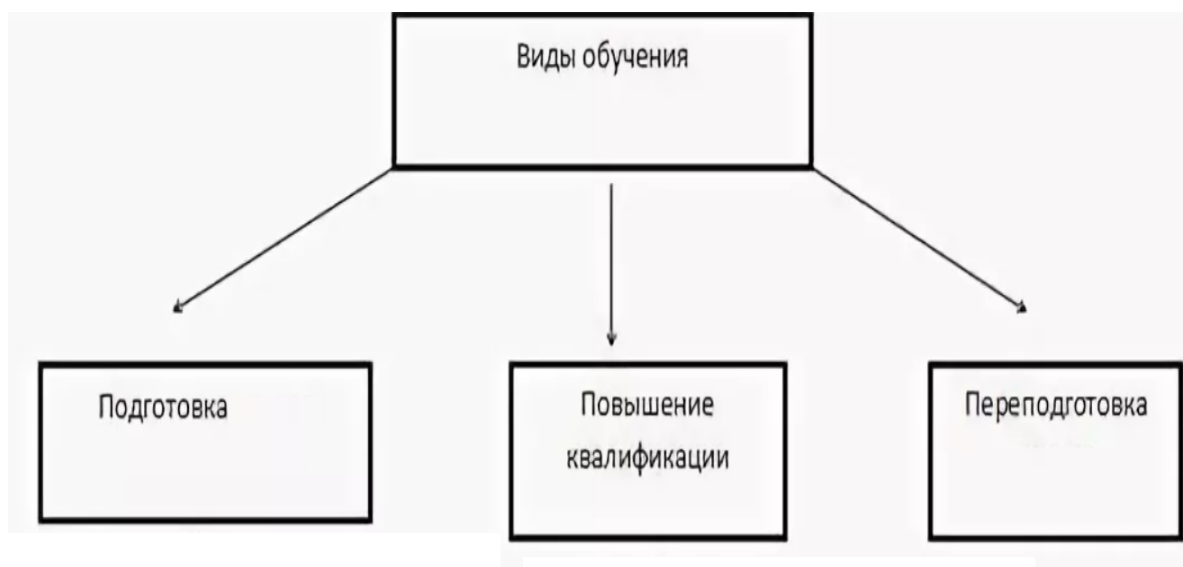 Виды обучения
Подготовка
Повышение
квалификации
Переподготовка